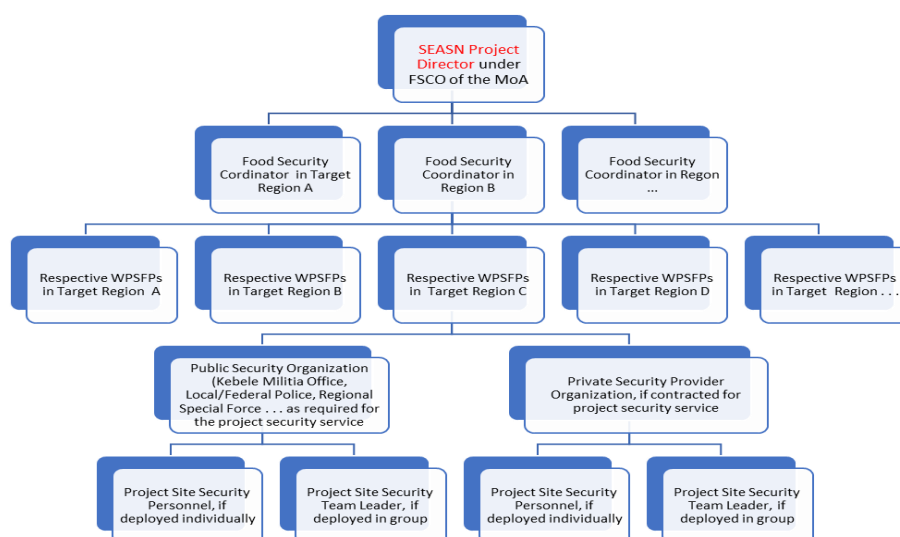 SEASN Project
Director under
FSCO of the MoA
Food Security
Coordinator in Target
Region A
Food Security
Coordinator in
Region B
Food Security
Coordinator in Regon
...
Respective WPSFPs
in Target Region A
Respective WPSFPs
in Target Region B
Respective WPSFPs
in Target Region C
Respective WPSFPs
in Target Region D
Respective WPSFPs
in Target Region . . .
Public Security Organization
(Kebele Militia Office,
Local/Federal Police, Regional
Special Force . . . as required for
the project security service
Private Security Provider
Organization, if contracted for
project security service
Project Site Security
Personnel, if
deployed individually
Project Site Security
Team Leader, if
deployed in group
Project Site Security
Personnel, if
deployed individually
Project Site Security
Team Leader, if
deployed in group